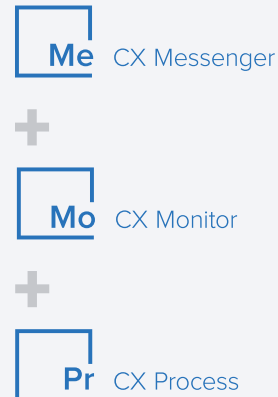 Me CX Messenger
+
Mo CX Monitor
+
Pr CX Process